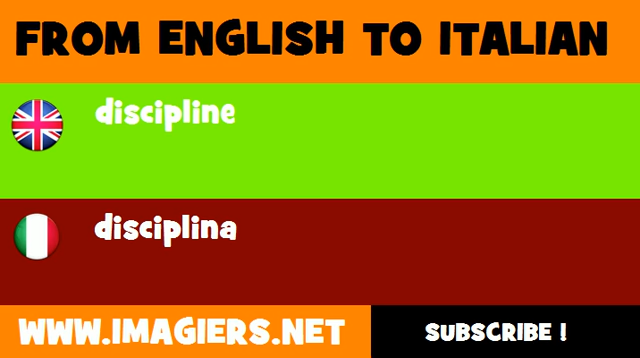 FROM ENGLISH TO ITALIAN
discipline
disciplina
WWW.IMAGIERS.NET
SUBSCRIBE !